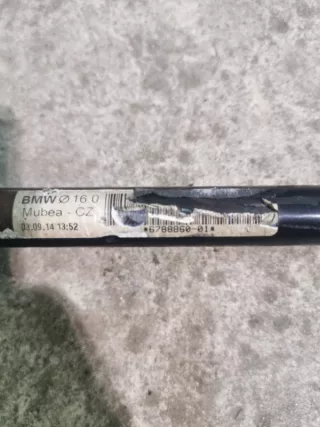 BMW Ø 16.0
Mubea - CZ
03.09.14 13:52
*6788860-01*